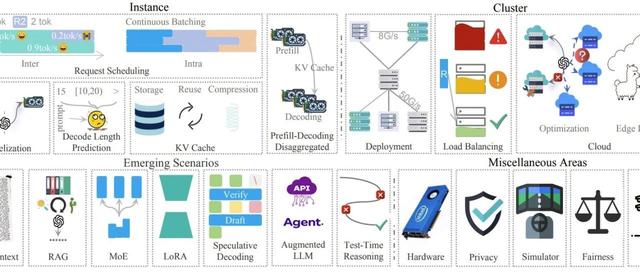 Instance
Cluster
R2 2 tok
Continuous Batching
0.2tok/s
0.9tok/s
Inter
Intra
Request Scheduling
Prefill
KV Cache
Decoding
Prefill-Decoding
Disaggregated
8G/s
80G/s
Deployment
R
Load Balancing
Optimization
Edge
Cloud
15
[10,20)
>
prompt
Decode Length
Prediction
Storage
Reuse
Compression
KV Cache
Emerging Scenarios
Miscellaneous Areas
RAG
MoE
LoRA
Verify
Draft
Speculative
Decoding
API
Agent.
Augmented
LLM
Test-Time
Reasoning
intel
Hardware
Privacy
Simulator
Fairness